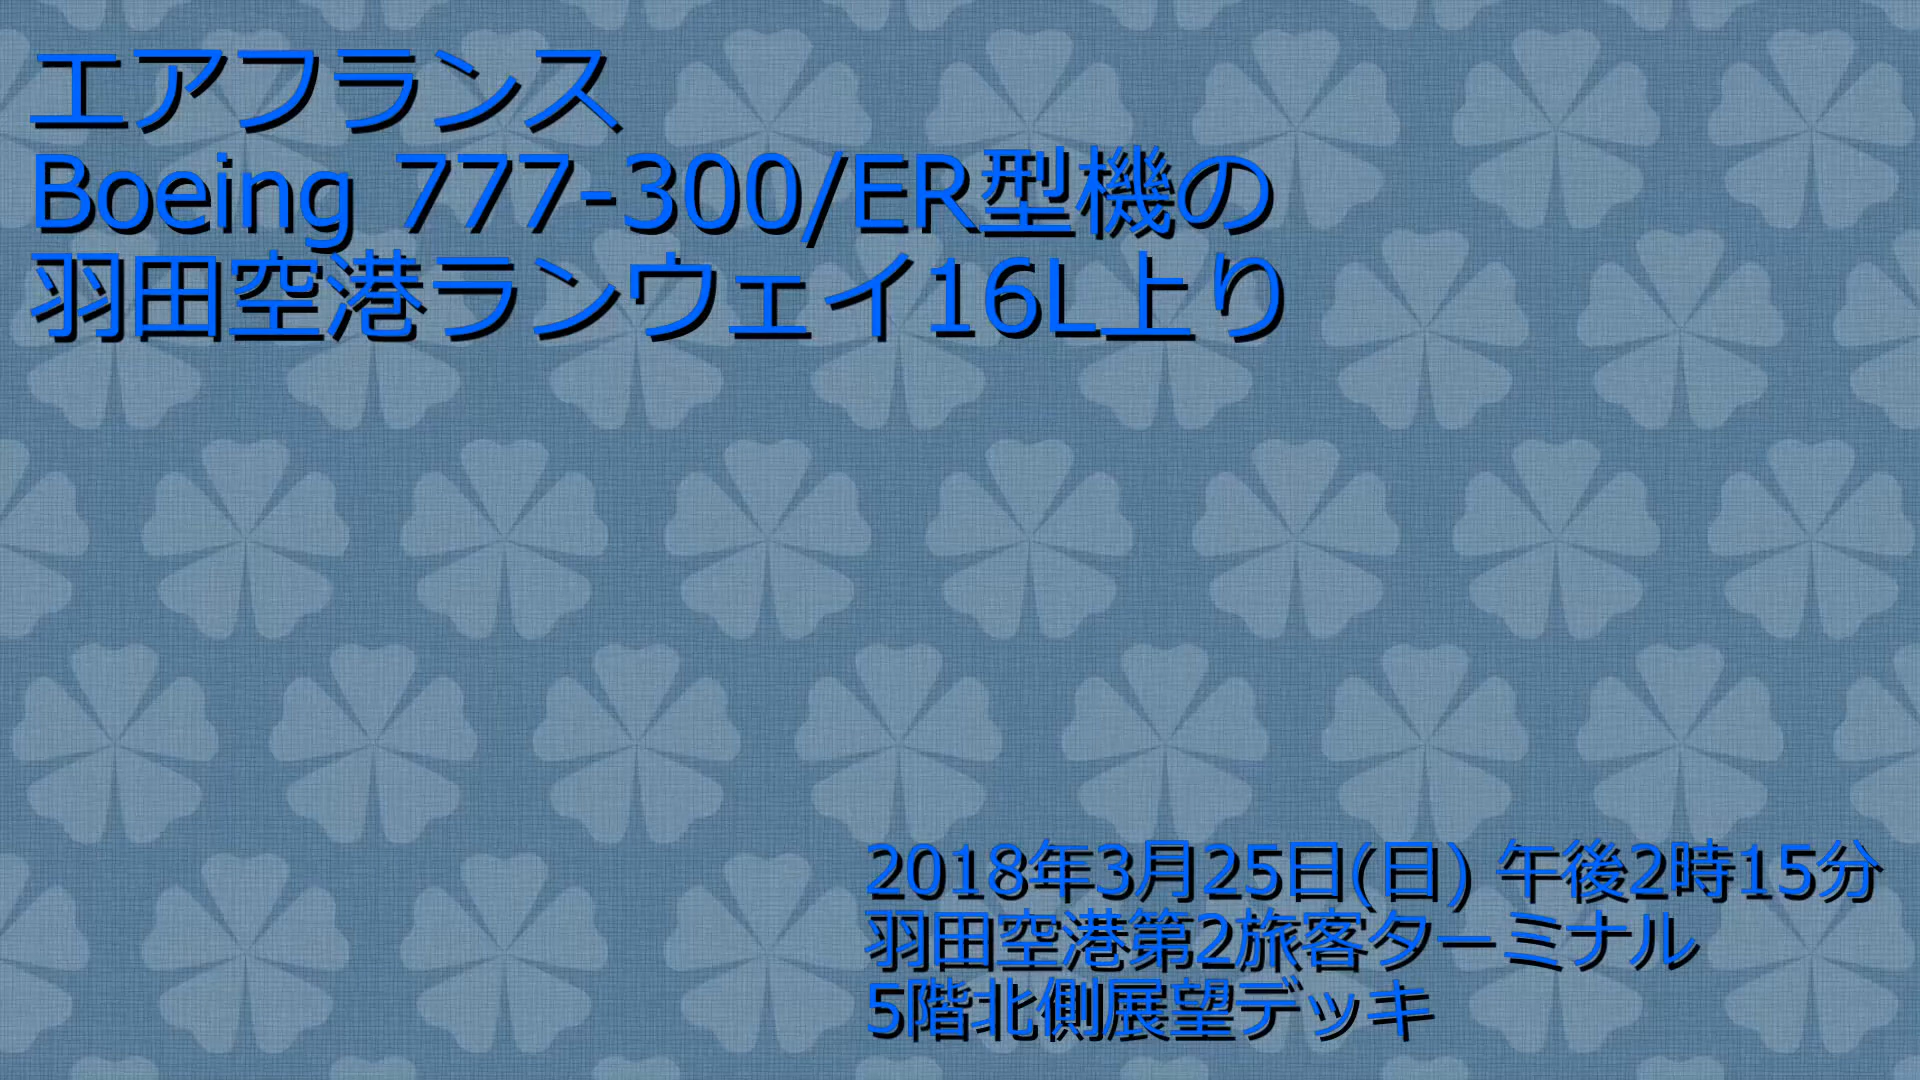 エアフランス
Boeing 777-300/ER型機の
羽田空港ランウェイ16L上り
2018年3月25日(日) 午後2時15分
羽田空港第2旅客ターミナル
5階北側展望デッキ